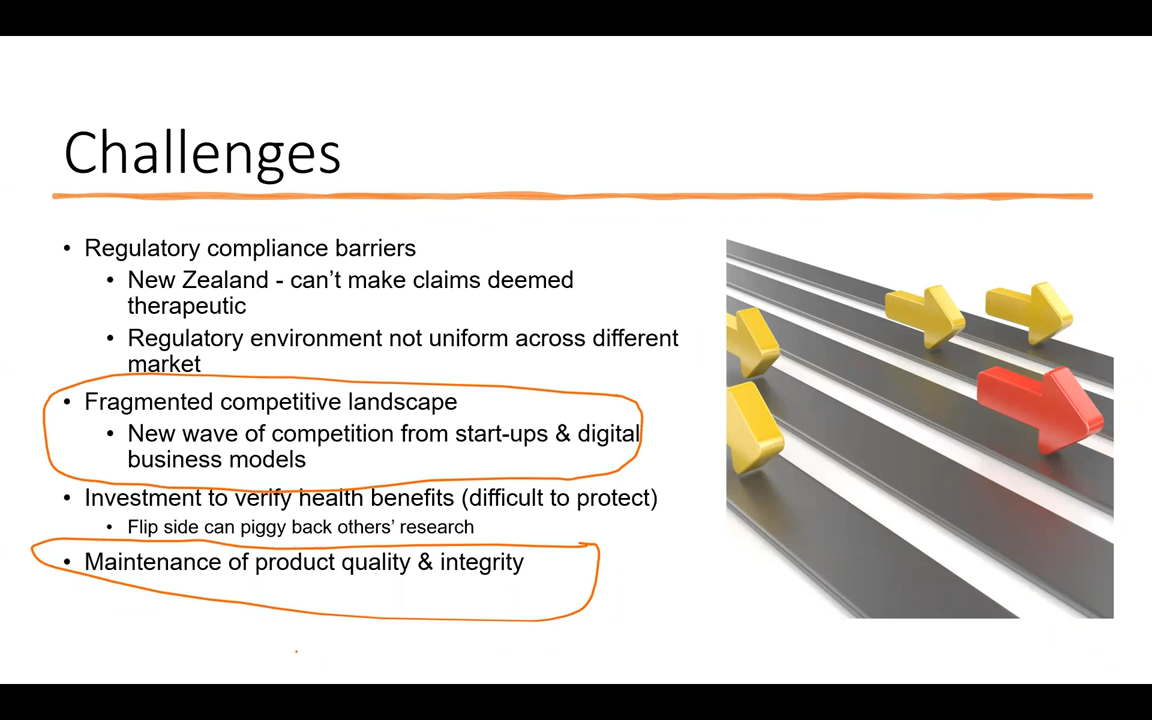 Challenges
• Regulatory compliance barriers
• New Zealand - can’t make claims deemed
therapeutic
• Regulatory environment not uniform across different
market
• Fragmented competitive landscape
• New wave of competition from start-ups & digital
business models
• Investment to verify health benefits (difficult to protect)
• Flip side can piggy back others’ research
• Maintenance of product quality & integrity